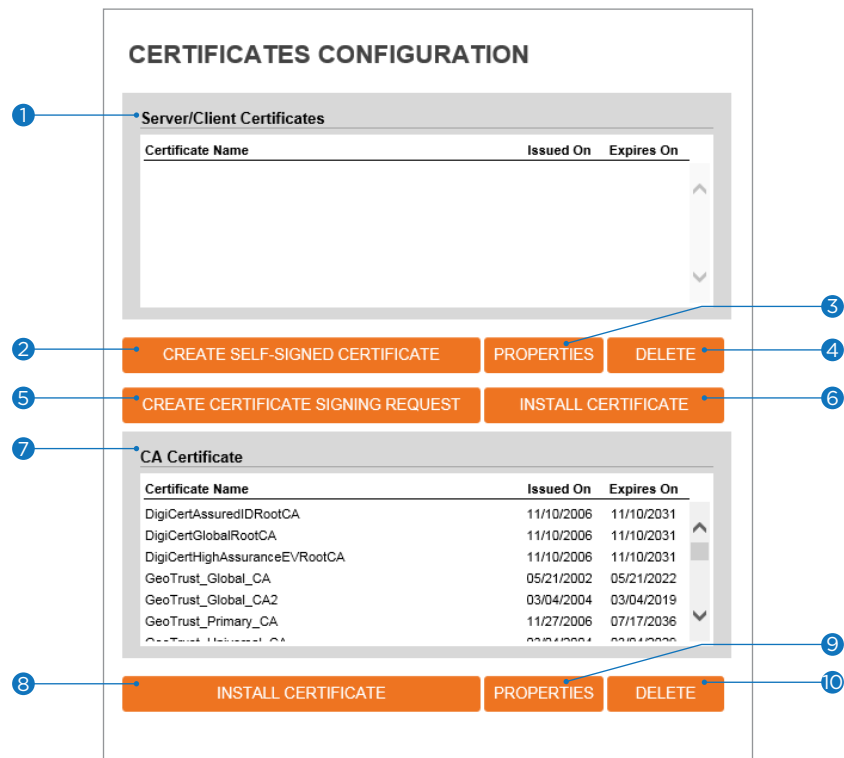 CERTIFICATES CONFIGURATION
1
Server/Client Certificates
Certificate Name Issued On Expires On
3
2 CREATE SELF-SIGNED CERTIFICATE PROPERTIES DELETE 4
5 CREATE CERTIFICATE SIGNING REQUEST INSTALL CERTIFICATE 6
7
CA Certificate
Certificate Name Issued On Expires On
DigiCertAssuredIDRootCA 11/10/2006 11/10/2031
DigiCertGlobalRootCA 11/10/2006 11/10/2031
DigiCertHighAssuranceEVRootCA 11/10/2006 11/10/2031
GeoTrust_Global_CA 05/21/2002 05/21/2022
GeoTrust_Global_CA2 03/04/2004 03/04/2019
GeoTrust_Primary_CA 11/27/2006 07/17/2036
9
8 INSTALL CERTIFICATE PROPERTIES DELETE 10